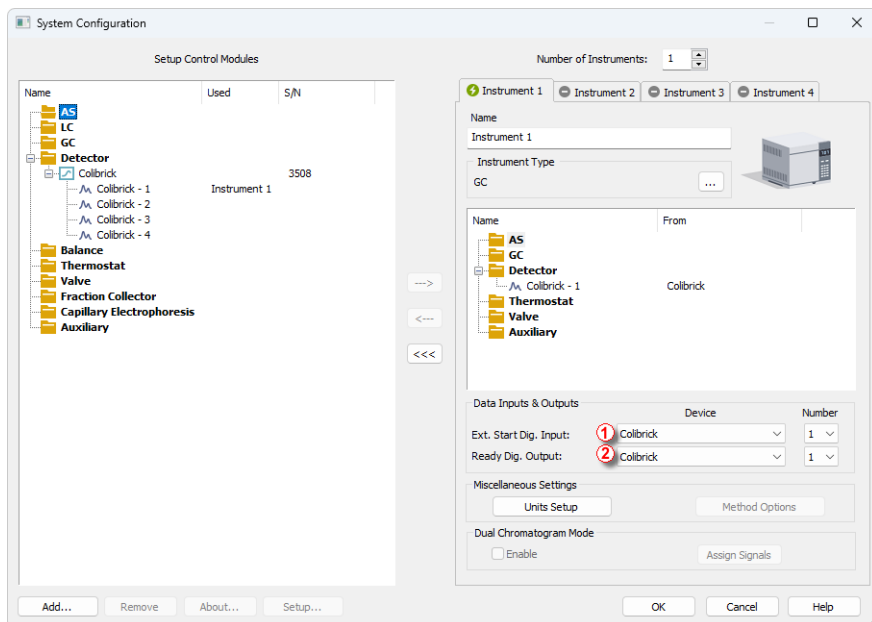 System Configuration
Setup Control Modules
Number of Instruments: 1
Name Used S/N
AS
LC
GC
Detector
Colibrick 3508
Colibrick - 1 Instrument 1
Colibrick - 2
Colibrick - 3
Colibrick - 4
Balance
Thermostat
Valve
Fraction Collector
Capillary Electrophoresis
Auxiliary
--->
<---
<<<
Instrument 1 Instrument 2 Instrument 3 Instrument 4
Name
Instrument 1
Instrument Type
GC ...
Name From
AS
GC
Detector
Colibrick - 1 Colibrick
Thermostat
Valve
Auxiliary
Data Inputs & Outputs
Device Number
Ext. Start Dig. Input: 1 Colibrick 1
Ready Dig. Output: 2 Colibrick 1
Miscellaneous Settings
Units Setup Method Options
Dual Chromatogram Mode
Enable Assign Signals
Add... Remove About... Setup... OK Cancel Help